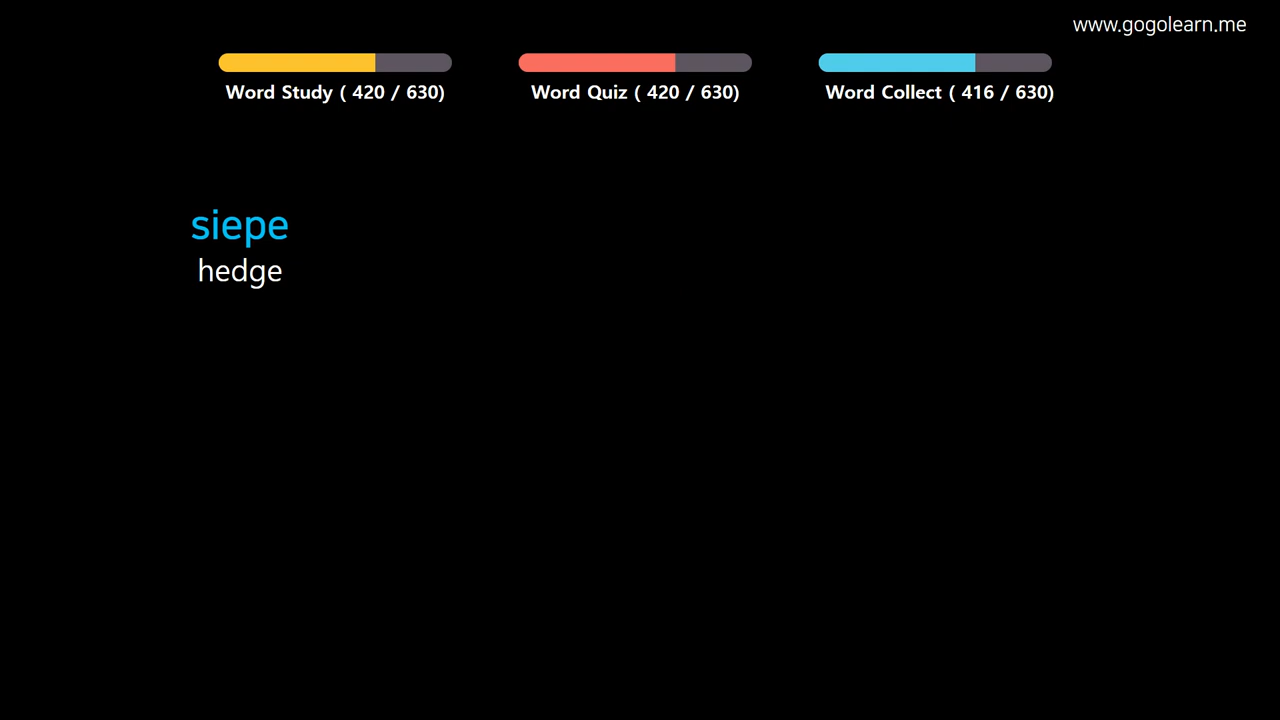 www.gogolearn.me
Word Study ( 420 / 630)
Word Quiz ( 420 / 630)
Word Collect ( 416 / 630)
siepe
hedge